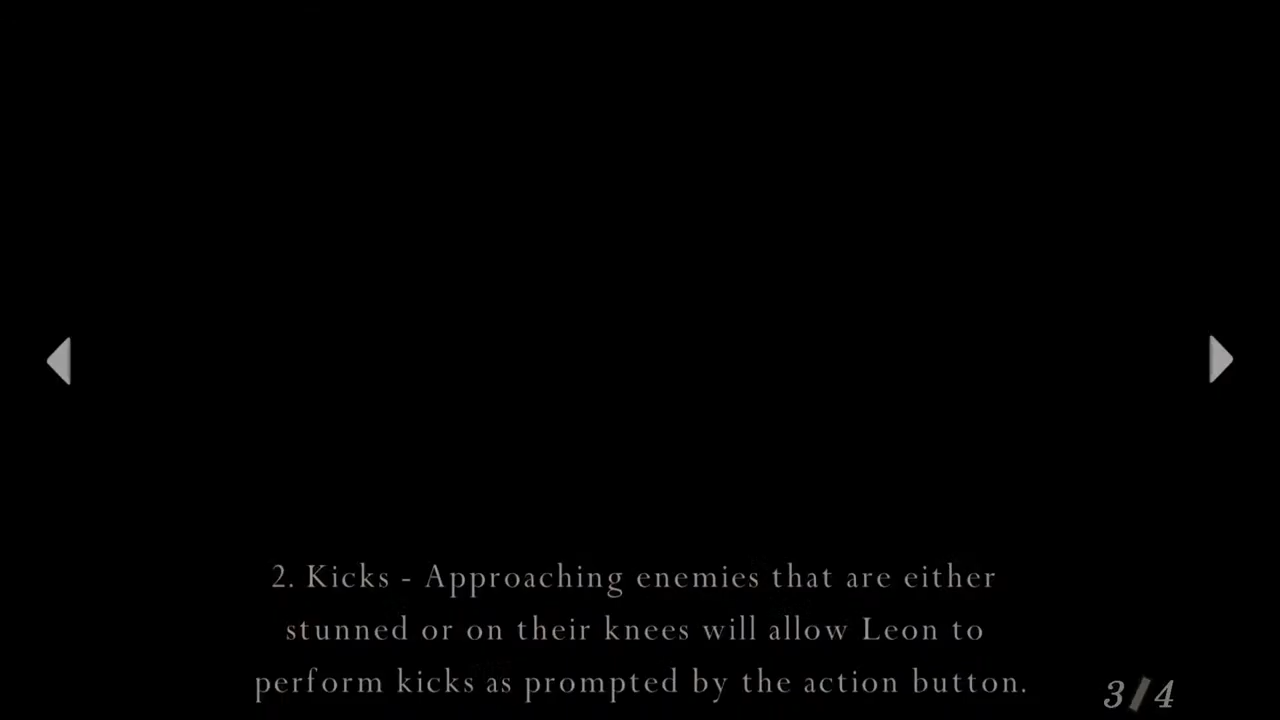 2. Kicks - Approaching enemies that are either
stunned or on their knees will allow Leon to
perform kicks as prompted by the action button.
3/4